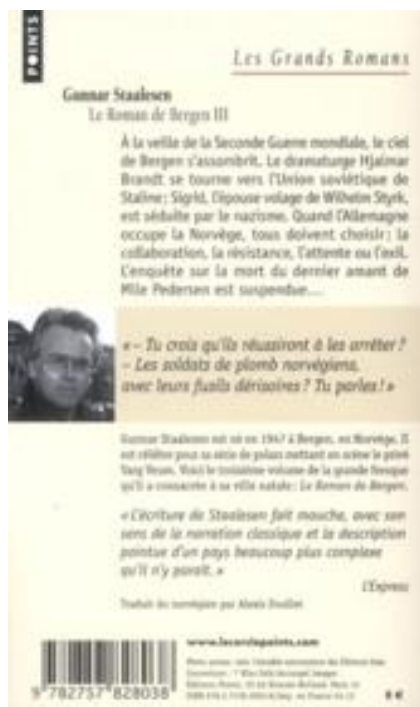 POINTS
Les Grands Romans
Gunnar Staalesen
Le Roman de Bergen III
À la veille de la Seconde Guerre mondiale, le ciel
de Bergen s'assombrit. Le dramaturge Hjalmar
Brandt se tourne vers l'Union soviétique de
Staline ; Sigrid, l'épouse volage de Wilhelm Styrk,
est séduite par le nazisme. Quand l'Allemagne
occupe la Norvège, tous doivent choisir : la
collaboration, la résistance, l'attente ou l'exil.
L'enquête sur la mort du dernier amant de
Mlle Pedersen est suspendue...
« – Tu crois qu'ils réussiront à les arrêter ?
– Les soldats de plomb norvégiens,
avec leurs fusils dérisoires ? Tu parles ! »
Gunnar Staalesen est né en 1947 à Bergen, en Norvège. Il
est célèbre pour sa série de polars mettant en scène le privé
Varg Veum. Voici le troisième volume de la grande fresque
qu'il a consacrée à sa ville natale : Le Roman de Bergen.
« L'écriture de Staalesen fait mouche, avec son
sens de la narration classique et la description
pointue d'un pays beaucoup plus complexe
qu'il n'y paraît. »
L'Express
Traduit du norvégien par Alexis Fouillet
www.lecerclepoints.com
9 782757 828038